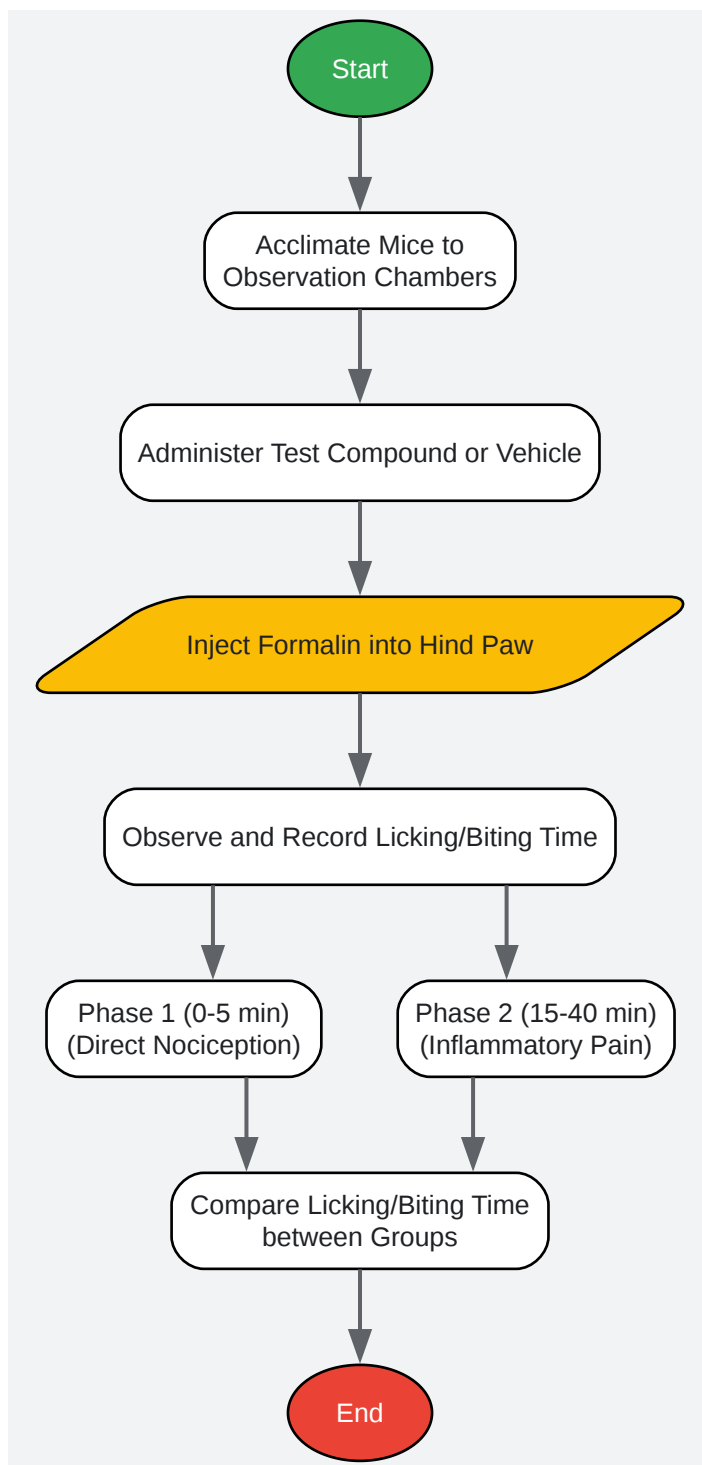 Start
Acclimate Mice to
Observation Chambers
Administer Test Compound or Vehicle
Inject Formalin into Hind Paw
Observe and Record Licking/Biting Time
Phase 1 (0-5 min)
(Direct Nociception)
Phase 2 (15-40 min)
(Inflammatory Pain)
Compare Licking/Biting Time
between Groups
End